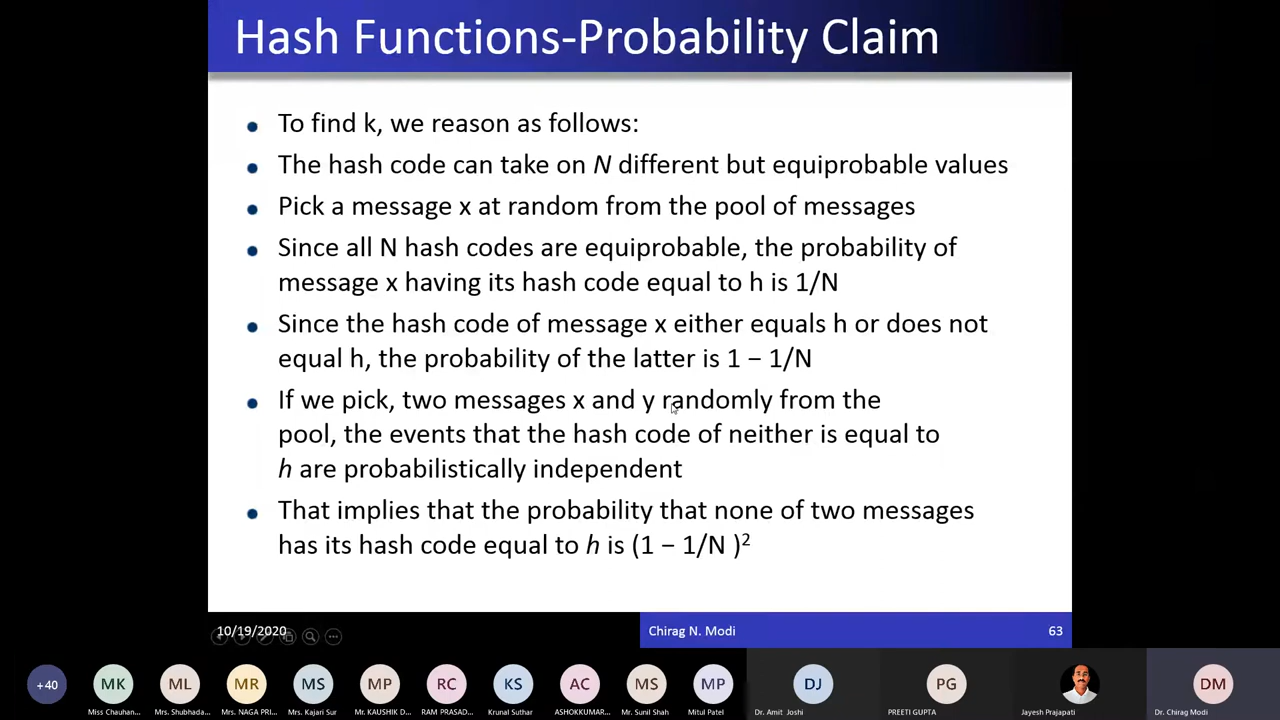 Hash Functions-Probability Claim
To find k, we reason as follows:
The hash code can take on N different but equiprobable values
Pick a message x at random from the pool of messages
Since all N hash codes are equiprobable, the probability of
message x having its hash code equal to h is 1/N
Since the hash code of message x either equals h or does not
equal h, the probability of the latter is 1 − 1/N
If we pick, two messages x and y randomly from the
pool, the events that the hash code of neither is equal to
h are probabilistically independent
That implies that the probability that none of two messages
has its hash code equal to h is (1 − 1/N )²
10/19/2020
Chirag N. Modi
63
+40
MK
ML
MR
MS
MP
RC
KS
AC
MS
MP
DJ
PG
DM
Miss Chauhan...
Mrs. Shubhada...
Mrs. NAGA PRI...
Mrs. Kajari Sur
Mr. KAUSHIK D...
RAM PRASAD...
Krunal Suthar
ASHOKKUMAR...
Mr. Sunil Shah
Mitul Patel
Dr. Amit Joshi
PREETI GUPTA
Jayesh Prajapati
Dr. Chirag Modi